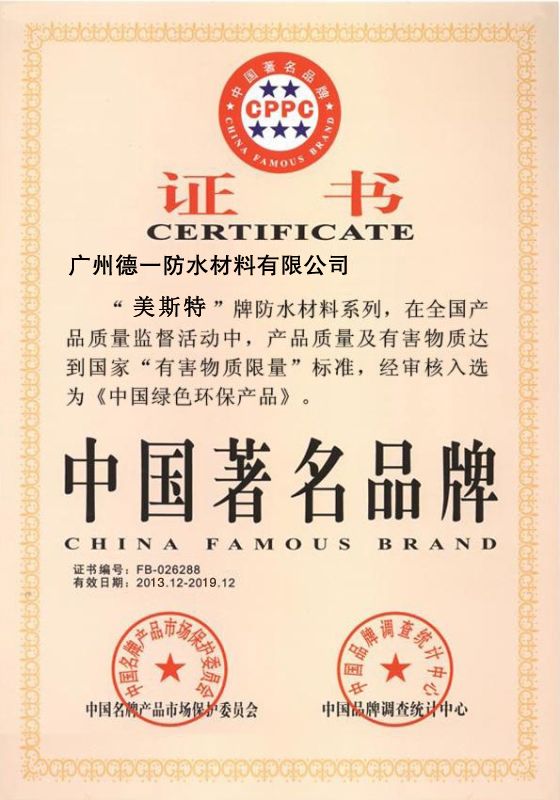 中国著名品牌
CPPC
CHINA FAMOUS BRAND
证 书
CERTIFICATE
广州德一防水材料有限公司
“美斯特”牌防水材料系列，在全国产
品质量监督活动中，产品质量及有害物质达
到国家“有害物质限量”标准，经审核入选
为《中国绿色环保产品》。
中国著名品牌
CHINA FAMOUS BRAND
证书编号：FB-026288
有效日期：2013.12-2019.12
中国名牌产品市场保护委员会
中国品牌调查统计中心
中国名牌产品市场保护委员会
中国品牌调查统计中心